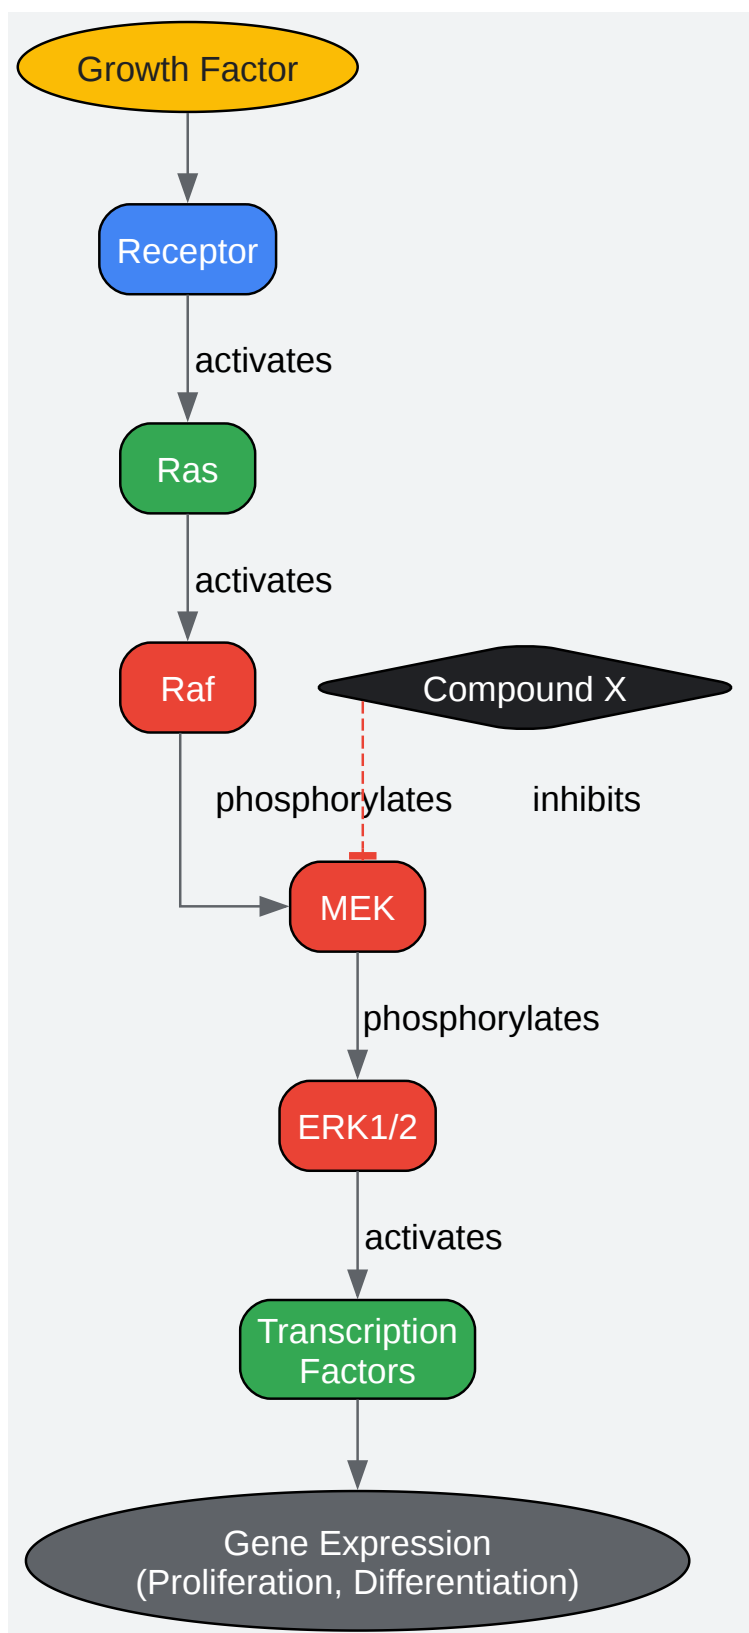 Growth Factor
Receptor
activates
Ras
activates
Raf
Compound X
phosphorylates
inhibits
MEK
phosphorylates
ERK1/2
activates
Transcription
Factors
Gene Expression
(Proliferation, Differentiation)